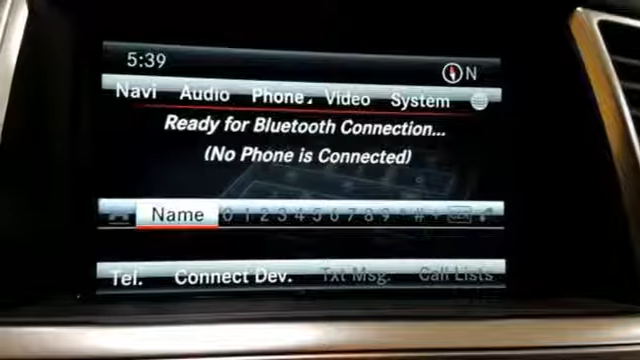 5:39 N
Navi Audio Phone Video System
Ready for Bluetooth Connection...
(No Phone is Connected)
Name 0 1 2 3 4 5 6 7 8 9 * # +
Tel. Connect Dev. Txt Msg. Call Lists